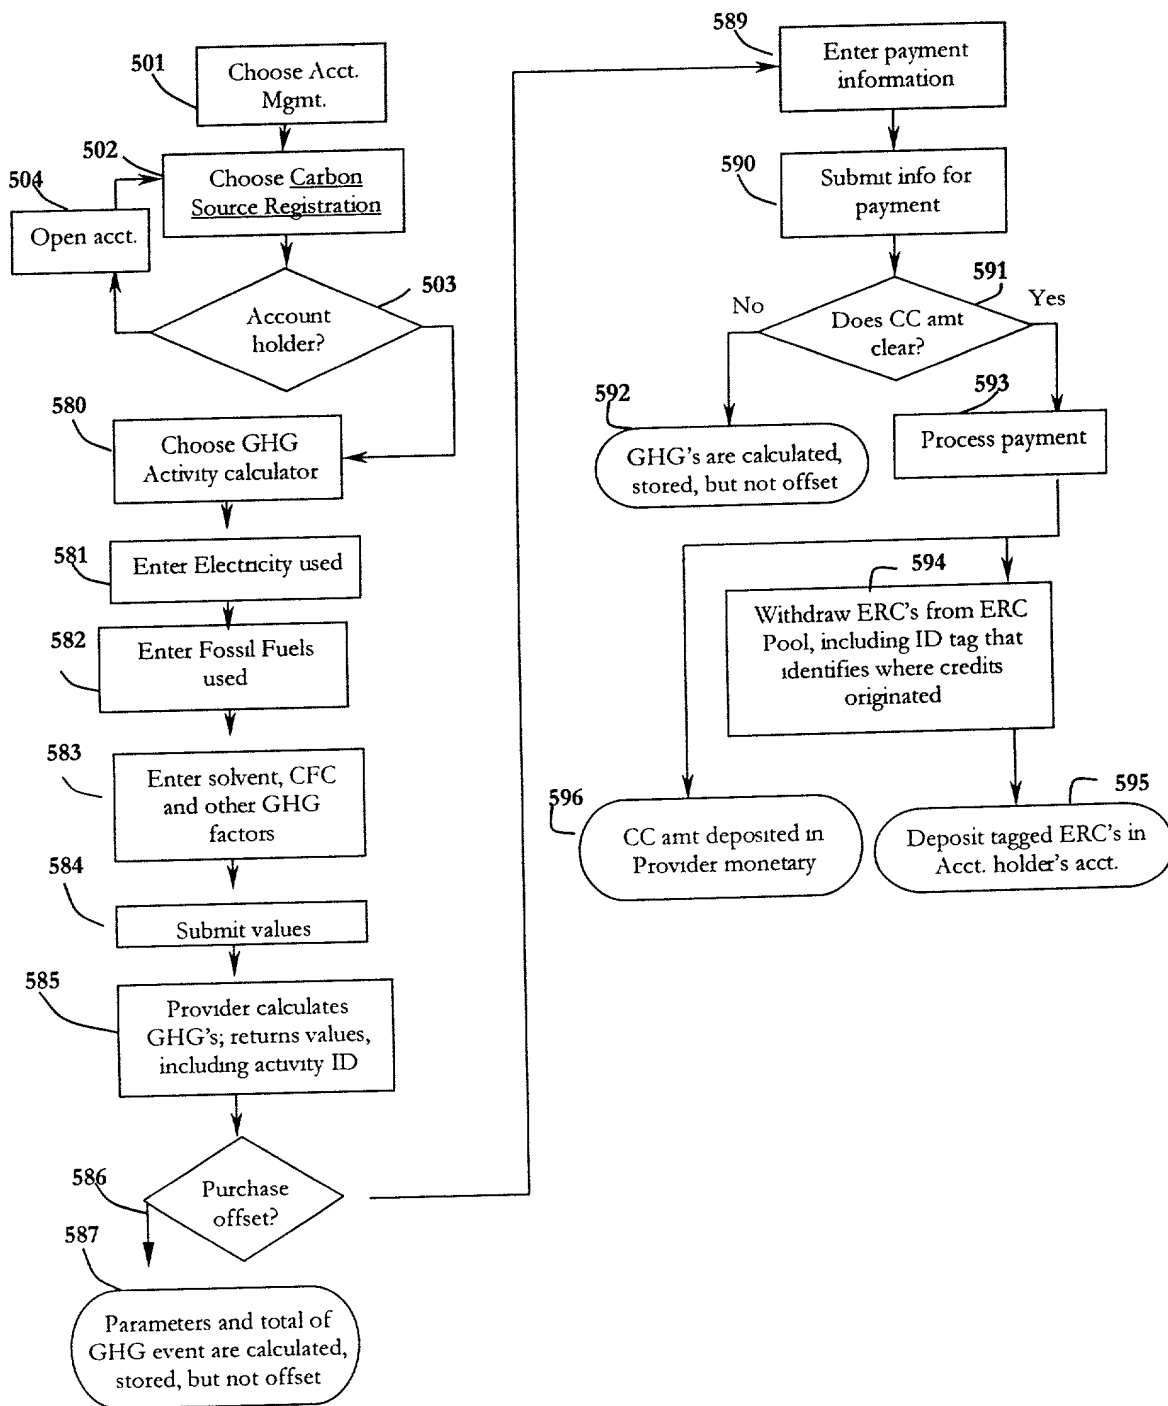 501
Choose Acct.
Mgmt.
502
Choose Carbon
Source Registration
504
Open acct.
503
Account
holder?
580
Choose GHG
Activity calculator
581
Enter Electricity used
582
Enter Fossil Fuels
used
583
Enter solvent, CFC
and other GHG
factors
584
Submit values
585
Provider calculates
GHG's; returns values,
including activity ID
586
Purchase
offset?
587
Parameters and total of
GHG event are calculated,
stored, but not offset
589
Enter payment
information
590
Submit info for
payment
591
No
Yes
Does CC amt
clear?
592
GHG's are calculated,
stored, but not offset
593
Process payment
594
Withdraw ERC's from ERC
Pool, including ID tag that
identifies where credits
originated
596
CC amt deposited in
Provider monetary
595
Deposit tagged ERC's in
Acct. holder's acct.